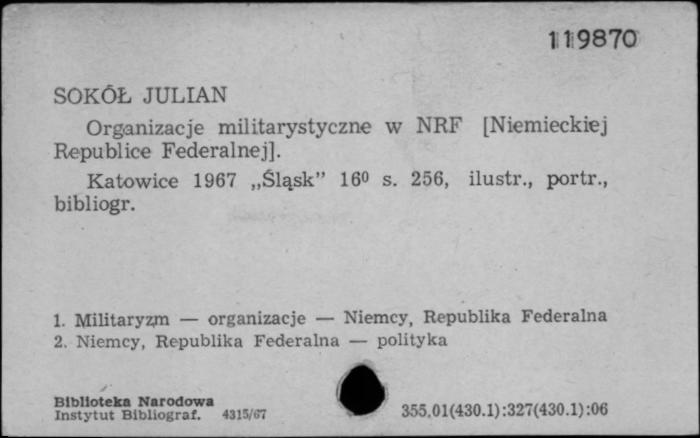 119870
SOKÓŁ JULIAN
Organizacje militarystyczne w NRF [Niemieckiej
Republice Federalnej].
Katowice 1967 „Śląsk” 16⁰ s. 256, ilustr., portr.,
bibliogr.
1. Militaryzm — organizacje — Niemcy, Republika Federalna
2. Niemcy, Republika Federalna — polityka
Biblioteka Narodowa
Instytut Bibliograf. 4315/67 355.01(430.1):327(430.1):06